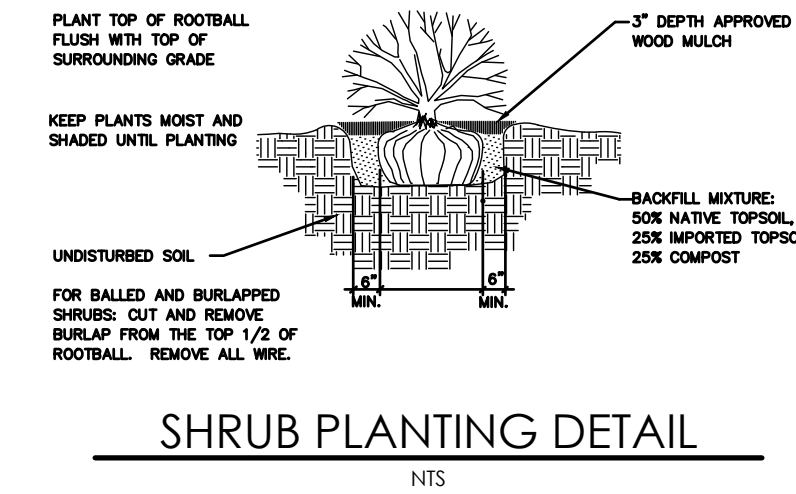 PLANT TOP OF ROOTBALL
FLUSH WITH TOP OF
SURROUNDING GRADE
3" DEPTH APPROVED
WOOD MULCH
KEEP PLANTS MOIST AND
SHADED UNTIL PLANTING
BACKFILL MIXTURE:
50% NATIVE TOPSOIL,
25% IMPORTED TOPSO
25% COMPOST
UNDISTURBED SOIL
6"
MIN.
6"
MIN.
FOR BALLED AND BURLAPPED
SHRUBS: CUT AND REMOVE
BURLAP FROM THE TOP 1/2 OF
ROOTBALL. REMOVE ALL WIRE.
SHRUB PLANTING DETAIL
NTS